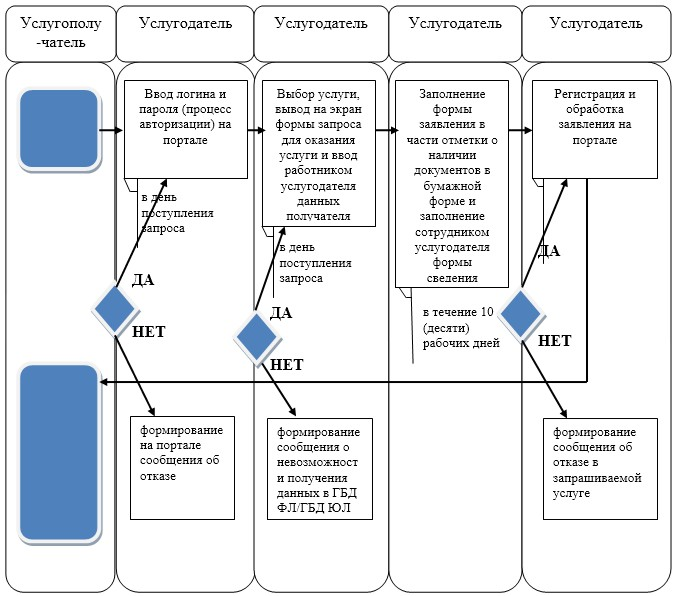 Услугополу
-чатель
Услугодатель
Услугодатель
Услугодатель
Услугодатель
Ввод логина и
пароля (процесс
авторизации) на
портале
Выбор услуги,
вывод на экран
формы запроса
для оказания
услуги и ввод
работником
услугодателя
данных
получателя
Заполнение
формы
заявления в
части отметки о
наличии
документов в
бумажной
форме и
заполнение
сотрудником
услугодателя
формы
сведения
Регистрация и
обработка
заявления на
портале
в день
поступления
запроса
в день
поступления
запроса
в течение 10
(десяти)
рабочих дней
ДА
НЕТ
ДА
НЕТ
ДА
НЕТ
формирование
на портале
сообщения об
отказе
формирование
сообщения о
невозможност
и получения
данных в ГБД
ФЛ/ГБД ЮЛ
формирование
сообщения об
отказе в
запрашиваемой
услуге